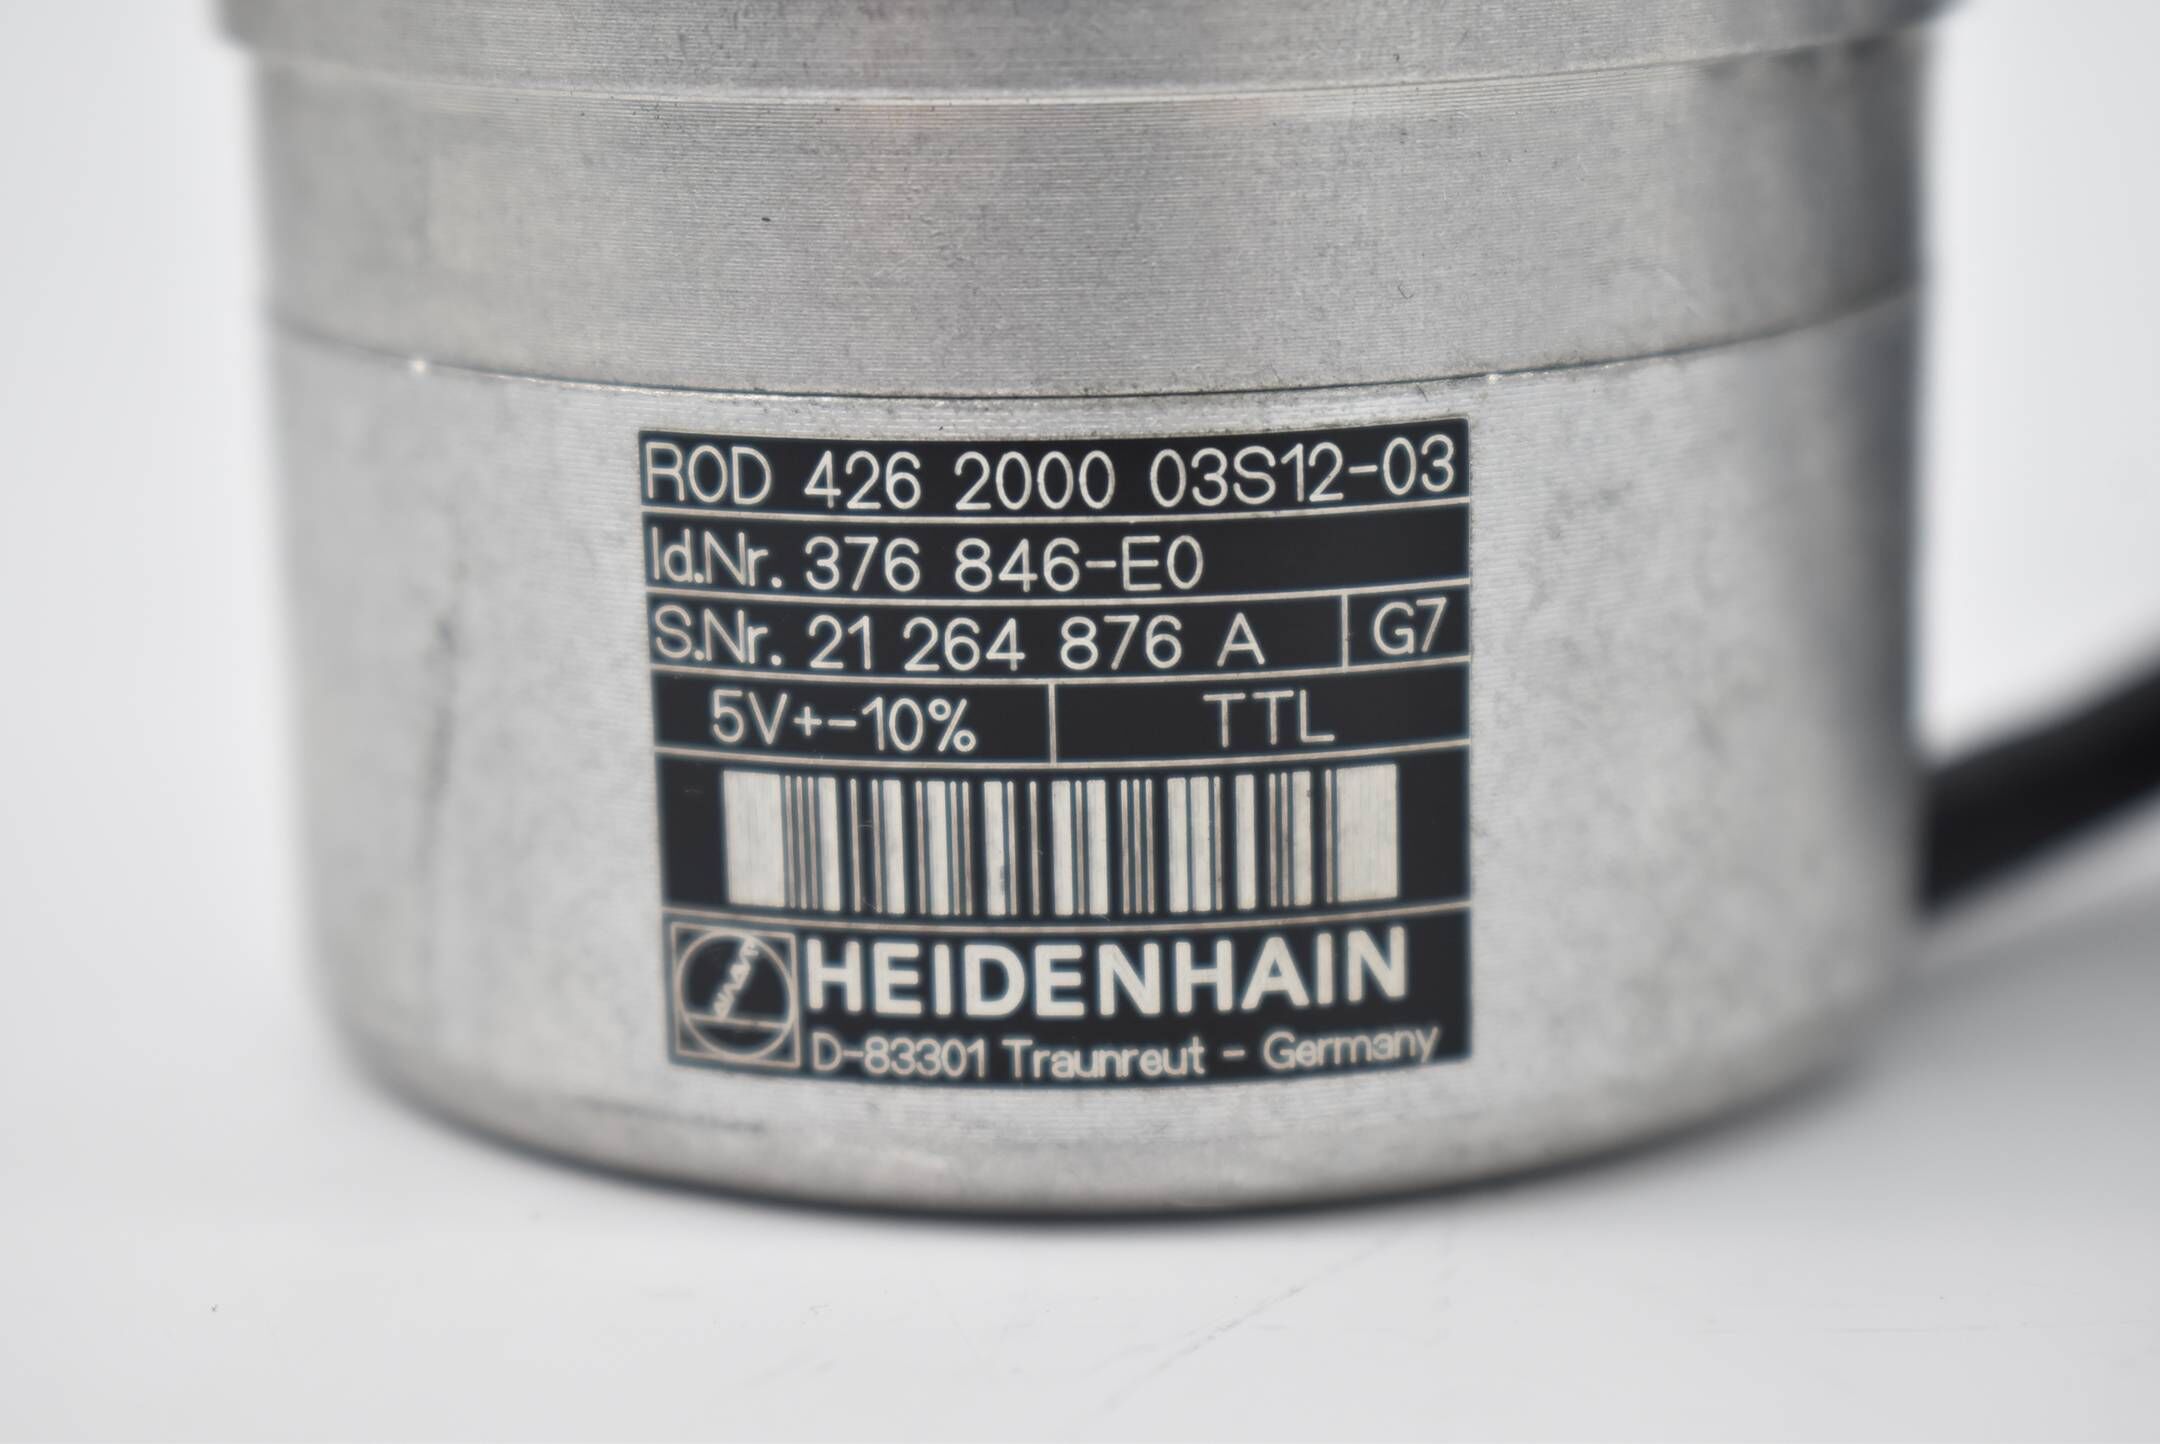 ROD 426 2000 03S12-03
Id.Nr. 376 846-E0
S.Nr. 21 264 876 A G7
5V+-10% TTL
HEIDENHAIN
D-83301 Traunreut - Germany